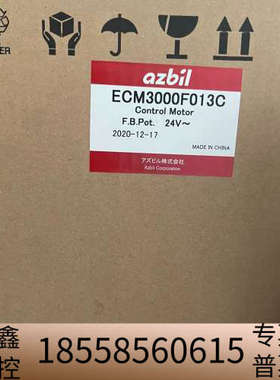 RECYCLE
azbil
ECM3000F013C
Control Motor
F.B.Pot. 24V～
2020-12-17
MADE IN CHINA
アズビル株式会社
Azbil Corporation
鑫 专
控 18558560615 普